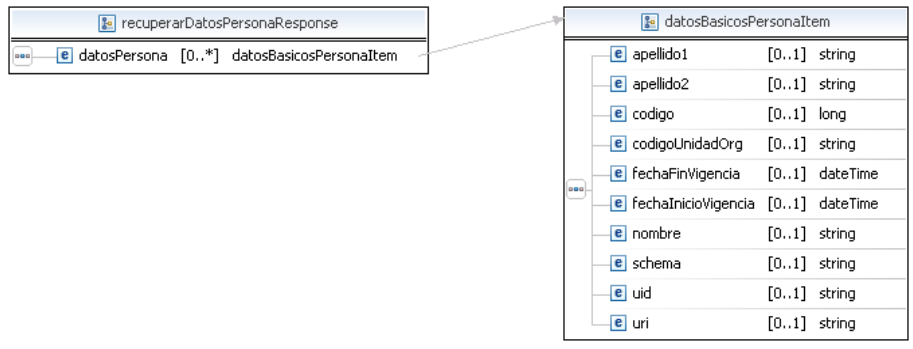 recuperarDatosPersonaResponse
datosPersona [0..*] datosBasicosPersonaItem
datosBasicosPersonaItem
apellido1 [0..1] string
apellido2 [0..1] string
codigo [0..1] long
codigoUnidadOrg [0..1] string
fechaFinVigencia [0..1] dateTime
fechaInicioVigencia [0..1] dateTime
nombre [0..1] string
schema [0..1] string
uid [0..1] string
uri [0..1] string